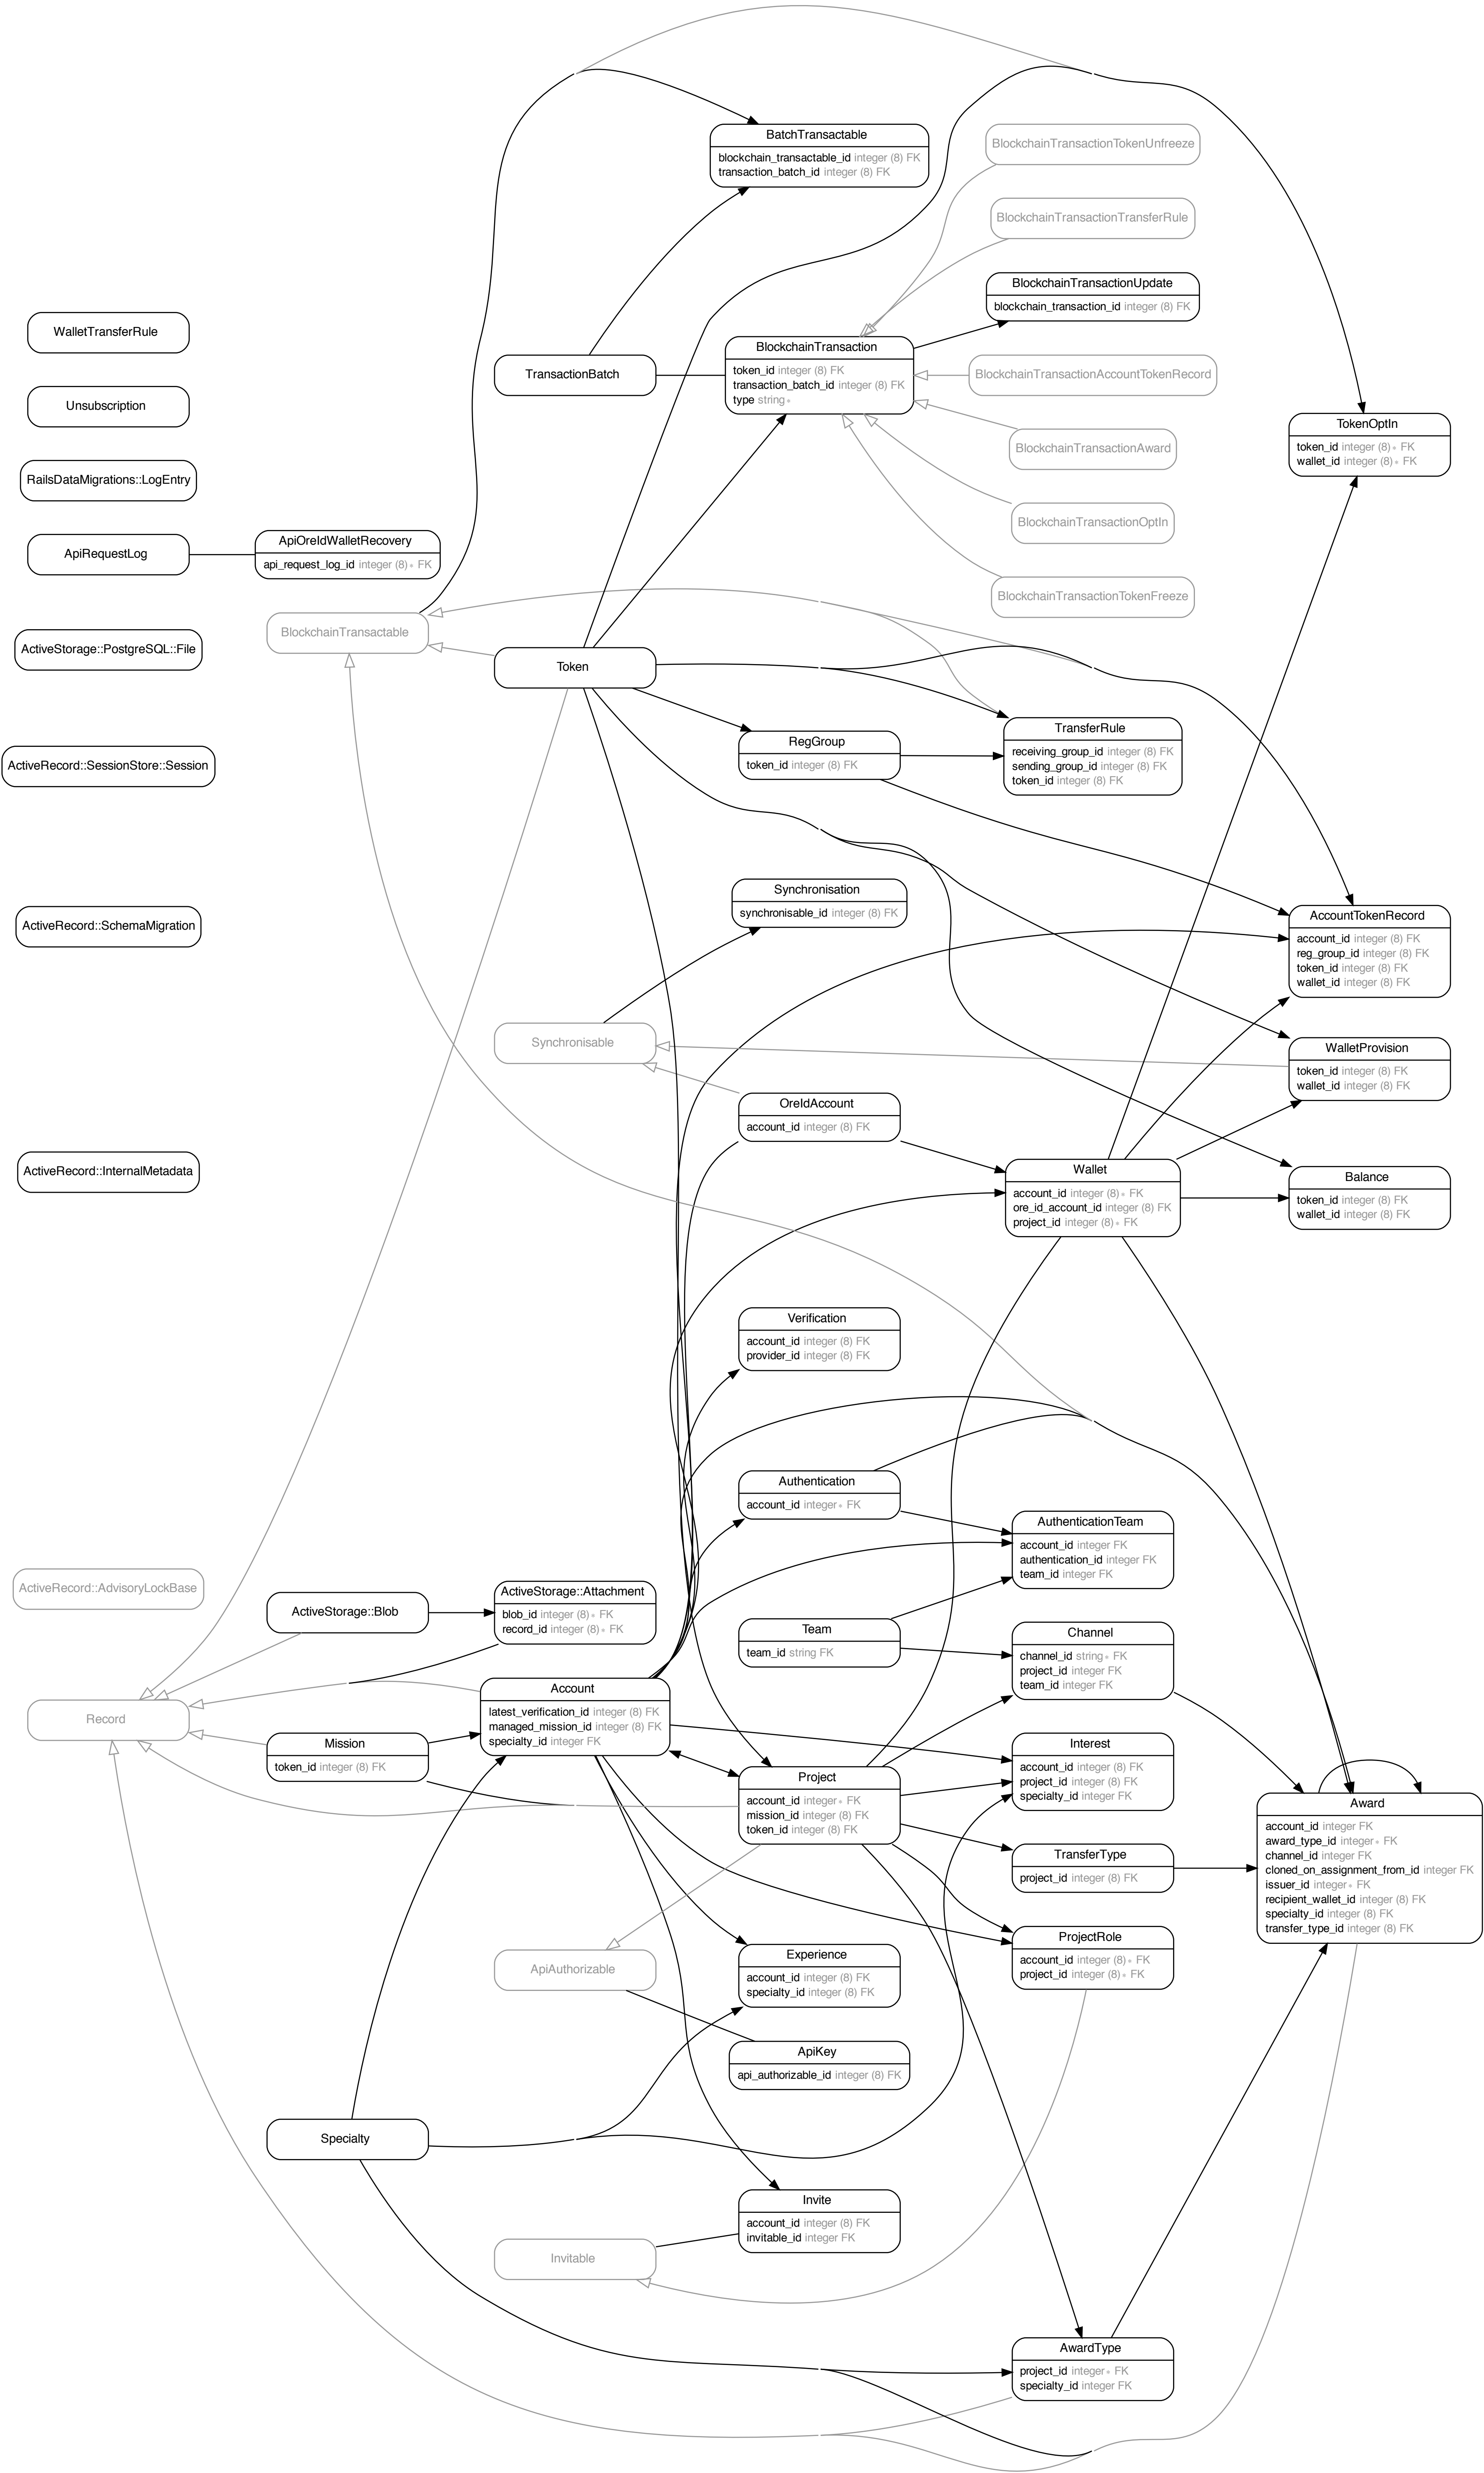 BatchTransactable
blockchain_transactable_id integer (8) FK
transaction_batch_id integer (8) FK
BlockchainTransactionTokenUnfreeze
BlockchainTransactionTransferRule
BlockchainTransactionUpdate
blockchain_transaction_id integer (8) FK
WalletTransferRule
BlockchainTransaction
token_id integer (8) FK
transaction_batch_id integer (8) FK
type string∗
TransactionBatch
BlockchainTransactionAccountTokenRecord
Unsubscription
BlockchainTransactionAward
TokenOptIn
token_id integer (8)∗ FK
wallet_id integer (8)∗ FK
RailsDataMigrations::LogEntry
BlockchainTransactionOptIn
ApiRequestLog
ApiOreIdWalletRecovery
api_request_log_id integer (8)∗ FK
BlockchainTransactionTokenFreeze
BlockchainTransactable
ActiveStorage::PostgreSQL::File
Token
TransferRule
receiving_group_id integer (8) FK
sending_group_id integer (8) FK
token_id integer (8) FK
RegGroup
token_id integer (8) FK
ActiveRecord::SessionStore::Session
Synchronisation
synchronisable_id integer (8) FK
ActiveRecord::SchemaMigration
AccountTokenRecord
account_id integer (8) FK
reg_group_id integer (8) FK
token_id integer (8) FK
wallet_id integer (8) FK
Synchronisable
WalletProvision
token_id integer (8) FK
wallet_id integer (8) FK
OreIdAccount
account_id integer (8) FK
ActiveRecord::InternalMetadata
Wallet
account_id integer (8)∗ FK
ore_id_account_id integer (8) FK
project_id integer (8)∗ FK
Balance
token_id integer (8) FK
wallet_id integer (8) FK
Verification
account_id integer (8) FK
provider_id integer (8) FK
Authentication
account_id integer∗ FK
AuthenticationTeam
account_id integer FK
authentication_id integer FK
team_id integer FK
ActiveRecord::AdvisoryLockBase
ActiveStorage::Blob
ActiveStorage::Attachment
blob_id integer (8)∗ FK
record_id integer (8)∗ FK
Team
team_id string FK
Channel
channel_id string∗ FK
project_id integer FK
team_id integer FK
Record
Account
latest_verification_id integer (8) FK
managed_mission_id integer (8) FK
specialty_id integer FK
Mission
token_id integer (8) FK
Interest
account_id integer (8) FK
project_id integer (8) FK
specialty_id integer FK
Project
account_id integer∗ FK
mission_id integer (8) FK
token_id integer (8) FK
Award
account_id integer FK
award_type_id integer∗ FK
channel_id integer FK
cloned_on_assignment_from_id integer FK
issuer_id integer∗ FK
recipient_wallet_id integer (8) FK
specialty_id integer (8) FK
transfer_type_id integer (8) FK
TransferType
project_id integer (8) FK
ProjectRole
account_id integer (8)∗ FK
project_id integer (8)∗ FK
ApiAuthorizable
Experience
account_id integer (8) FK
specialty_id integer (8) FK
ApiKey
api_authorizable_id integer (8) FK
Specialty
Invite
account_id integer (8) FK
invitable_id integer FK
Invitable
AwardType
project_id integer∗ FK
specialty_id integer FK